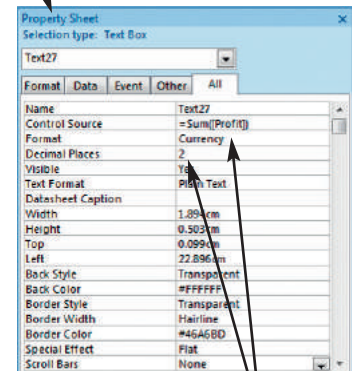 Property Sheet
Selection type: Text Box
Text27
Format Data Event Other All
Name Text27
Control Source =Sum([Profit])
Format Currency
Decimal Places 2
Visible Yes
Text Format Plain Text
Datasheet Caption
Width 1.894cm
Height 0.503cm
Top 0.099cm
Left 22.896cm
Back Style Transparent
Back Color #FFFFFF
Border Style Transparent
Border Width Hairline
Border Color #46A6BD
Special Effect Flat
Scroll Bars None